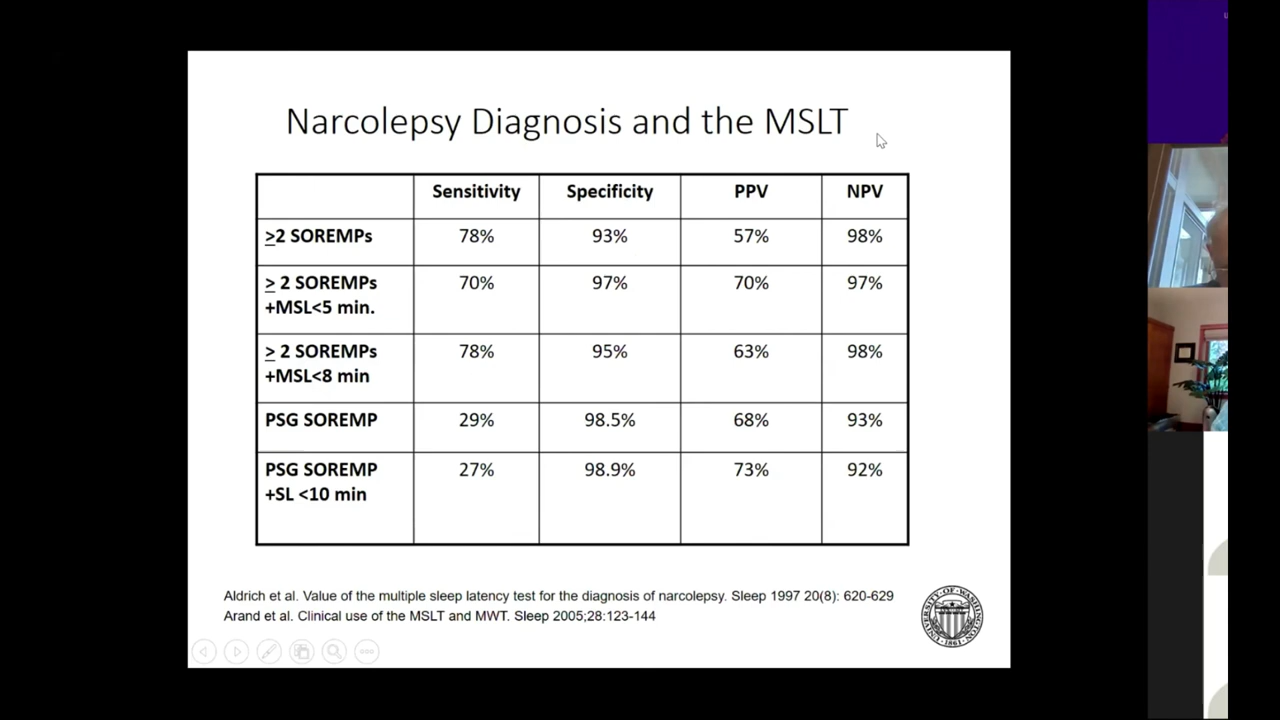 Narcolepsy Diagnosis and the MSLT
Sensitivity Specificity PPV NPV
≥2 SOREMPs 78% 93% 57% 98%
≥ 2 SOREMPs 70% 97% 70% 97%
+MSL<5 min.
≥ 2 SOREMPs 78% 95% 63% 98%
+MSL<8 min
PSG SOREMP 29% 98.5% 68% 93%
PSG SOREMP 27% 98.9% 73% 92%
+SL <10 min
Aldrich et al. Value of the multiple sleep latency test for the diagnosis of narcolepsy. Sleep 1997 20(8): 620-629
Arand et al. Clinical use of the MSLT and MWT. Sleep 2005;28:123-144
UNIVERSITY·OF·WASHINGTON
1861